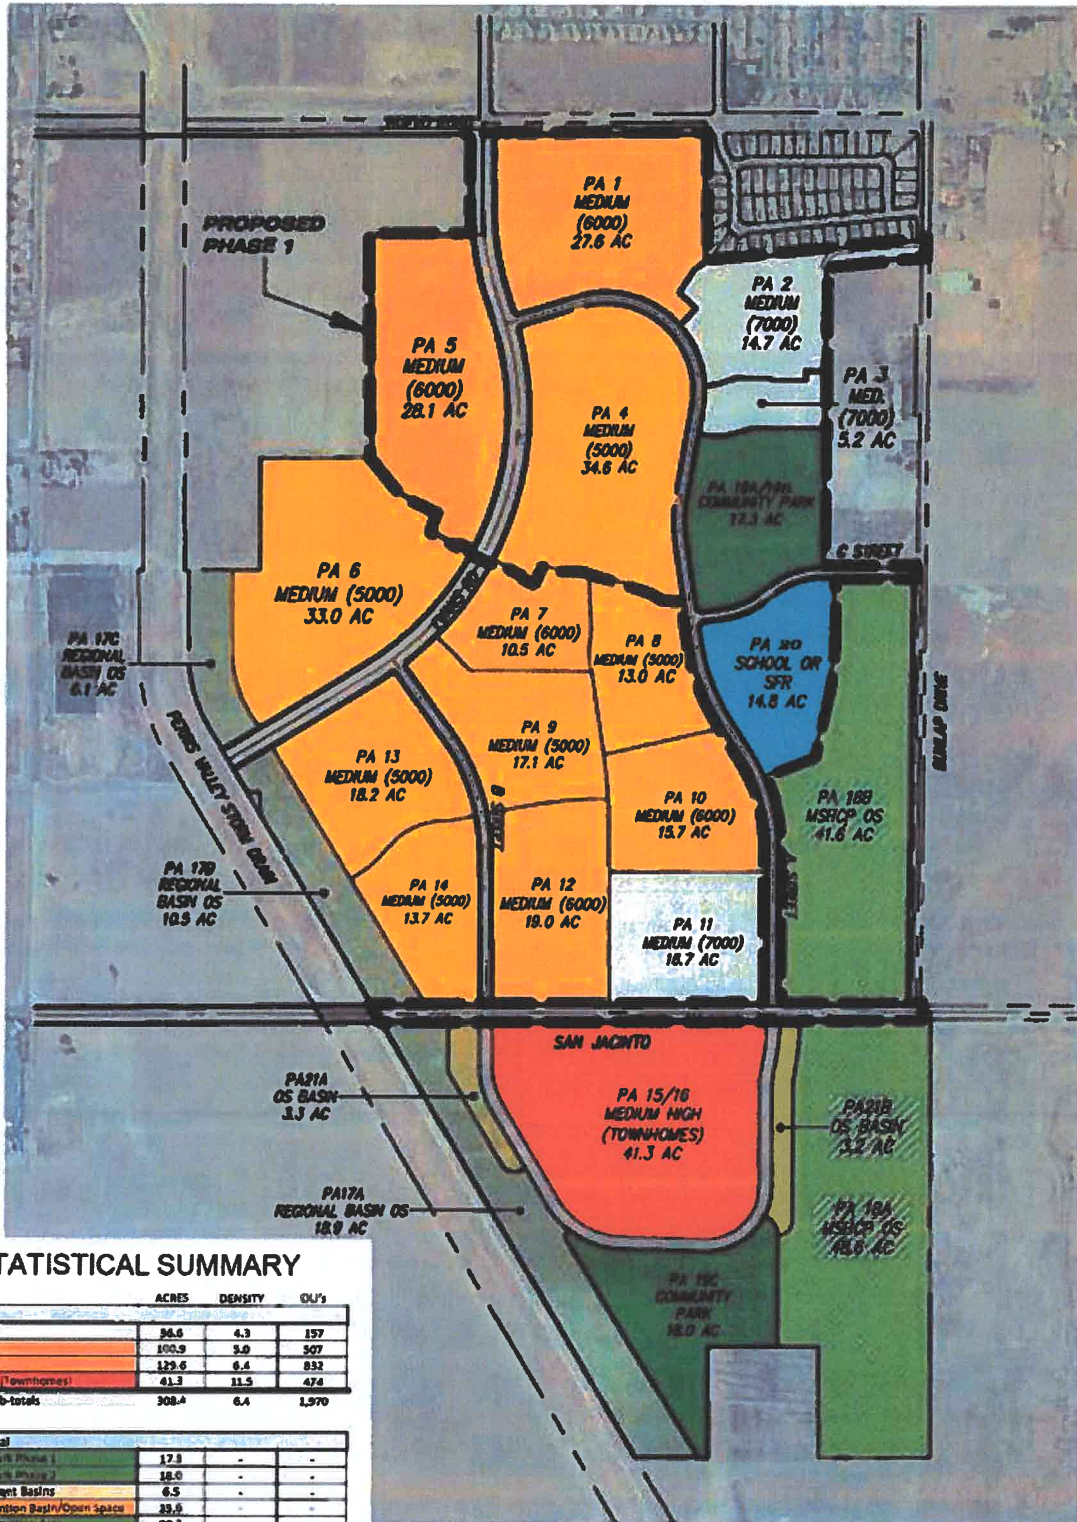 PROPOSED
PHASE 1
PA 1
MEDIUM
(6000)
27.6 AC
PA 2
MEDIUM
(7000)
14.7 AC
PA 3
MED.
(7000)
5.2 AC
PA 5
MEDIUM
(6000)
28.1 AC
PA 4
MEDIUM
(5000)
34.6 AC
COMMUNITY PARK
17.3 AC
C STREET
PA 6
MEDIUM (5000)
33.0 AC
PA 7
MEDIUM (6000)
10.5 AC
PA 8
MEDIUM (5000)
13.0 AC
PA 20
SCHOOL OR
SFR
14.8 AC
PA 17C
REGIONAL
BASIN OS
6.1 AC
DUNLAP DRIVE
PERRIS VALLEY STORM DRAIN
PA 9
MEDIUM (5000)
17.1 AC
PA 13
MEDIUM (5000)
18.2 AC
PA 10
MEDIUM (6000)
15.7 AC
PA 18B
MSHCP OS
41.6 AC
PA 17B
REGIONAL
BASIN OS
10.5 AC
PA 14
MEDIUM (5000)
13.7 AC
PA 12
MEDIUM (6000)
19.0 AC
PA 11
MEDIUM (7000)
16.7 AC
SAN JACINTO
PA21A
OS BASIN
3.3 AC
PA 15/16
MEDIUM HIGH
(TOWNHOMES)
41.3 AC
PA21B
OS BASIN
3.2 AC
PA17A
REGIONAL BASIN OS
18.9 AC
PA 18A
MSHCP OS
PA 19C
COMMUNITY
PARK
18.0 AC
TATISTICAL SUMMARY
ACRES DENSITY DU's
36.6 4.3 157
100.9 5.0 507
129.6 6.4 832
(Townhomes) 41.3 11.5 474
b-totals 308.4 6.4 1,970
al
Phase 1 17.3 - -
Phase 2 18.0 - -
Basins 6.5 - -
ntion Basin/Open Space 35.6 - -